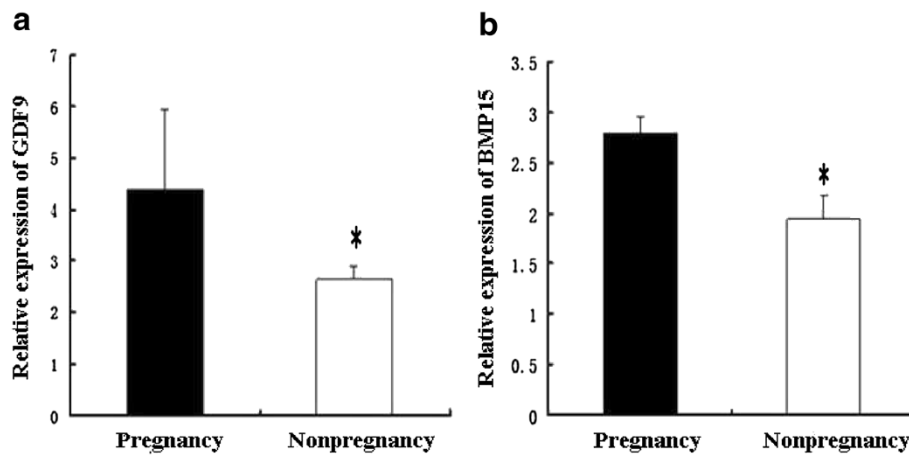 a
Relative expression of GDF9
7
6
5
4
3
2
1
0
*
Pregnancy
Nonpregnancy
b
Relative expression of BMP15
3.5
3
2.5
2
1.5
1
0.5
0
*
Pregnancy
Nonpregnancy